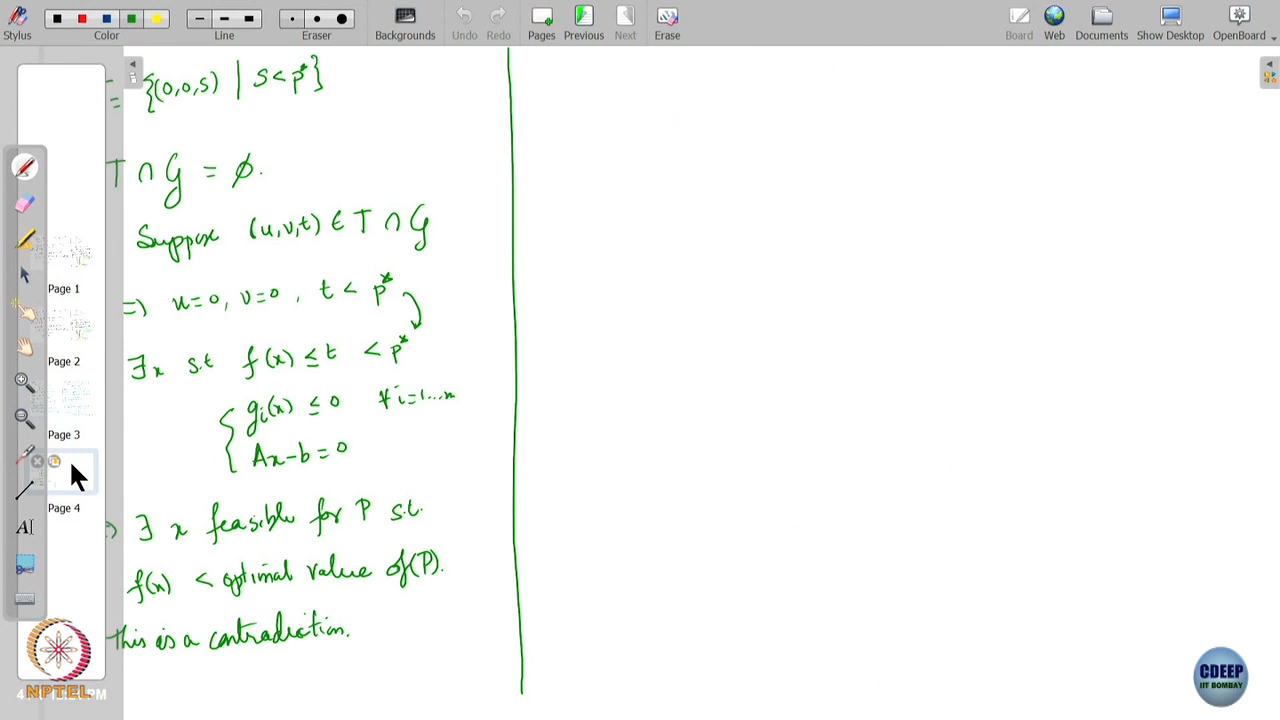 Stylus
Color
Line
Eraser
Backgrounds
Undo
Redo
Pages
Previous
Next
Erase
Board
Web
Documents
Show Desktop
OpenBoard
= {(0,0,s) | s < p*}
T ∩ G = ϕ.
Suppose (u,v,t) ∈ T ∩ G
=) u=0, v=0, t < p*
∃x s.t f(x) ≤ t < p*
gi(x) ≤ 0 ∀ i=1...n
Ax-b=0
) ∃ x feasible for P s.t.
f(x) < optimal value of (P).
this is a contradiction.
Page 1
Page 2
Page 3
Page 4
AI
NPTEL
PM
CDEEP
IIT BOMBAY